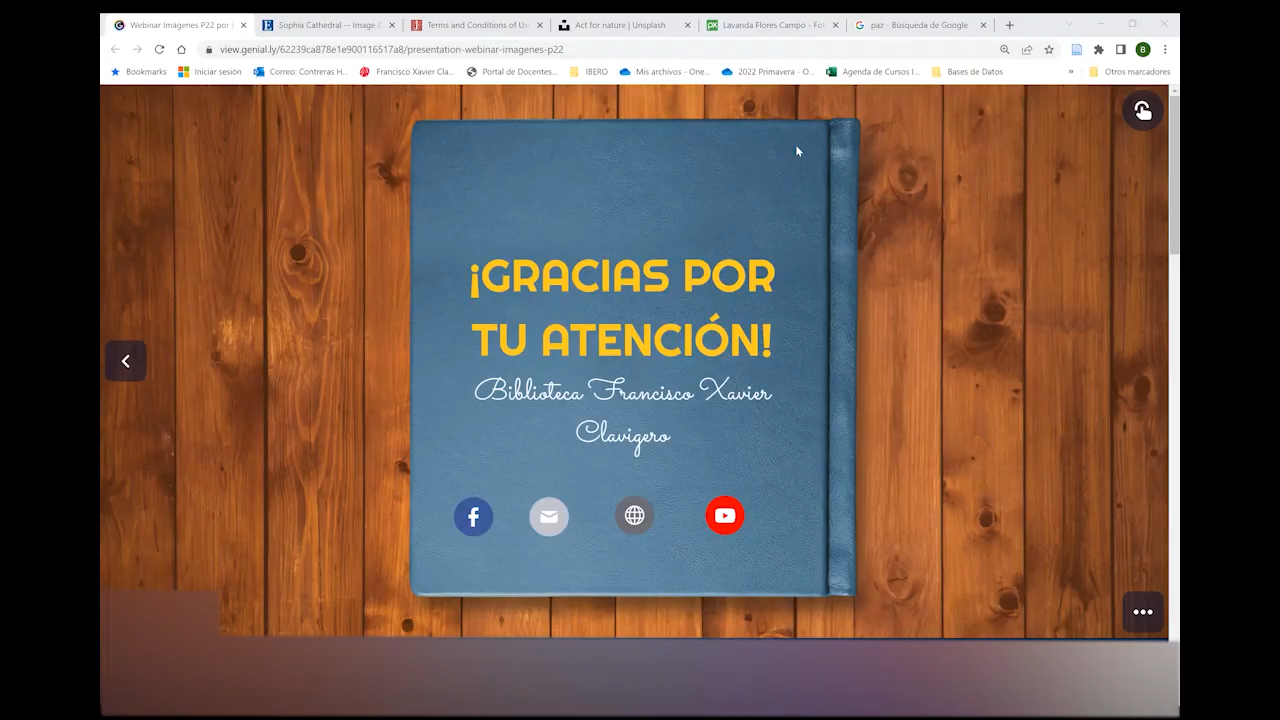 Webinar Imágenes P22 por
Sophia Cathedral -- Image
Terms and Conditions of Us
Act for nature | Unsplash
Lavanda Flores Campo - Fot
paz - Búsqueda de Google
view.genial.ly/62239ca878e1e900116517a8/presentation-webinar-imagenes-p22
B
Bookmarks
Iniciar sesión
Correo: Contreras H...
Francisco Xavier Cla...
Portal de Docentes...
IBERO
Mis archivos - One...
2022 Primavera - O...
Agenda de Cursos I...
Bases de Datos
»
Otros marcadores
¡GRACIAS POR
TU ATENCIÓN!
Biblioteca Francisco Xavier
Clavigero